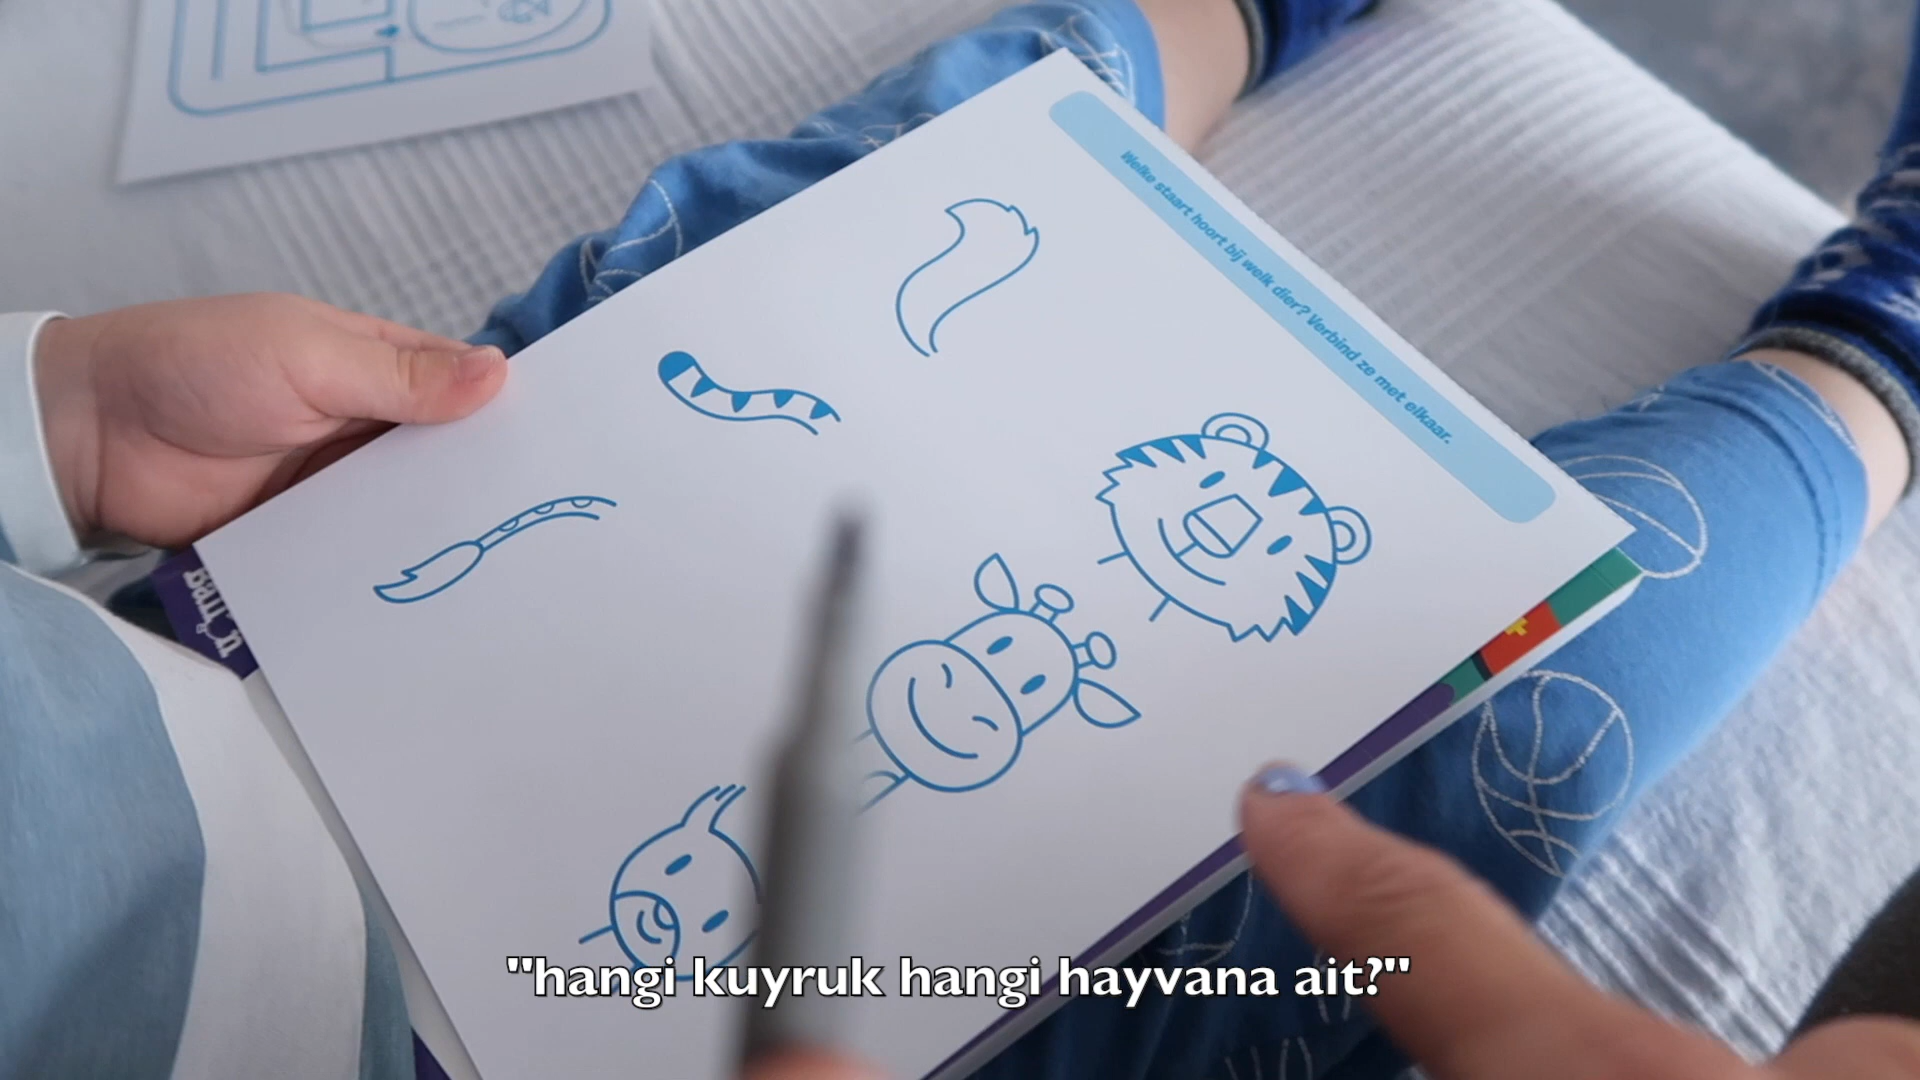 Welke staart hoort bij welk dier? Verbind ze met elkaar.
"hangi kuyruk hangi hayvana ait?"